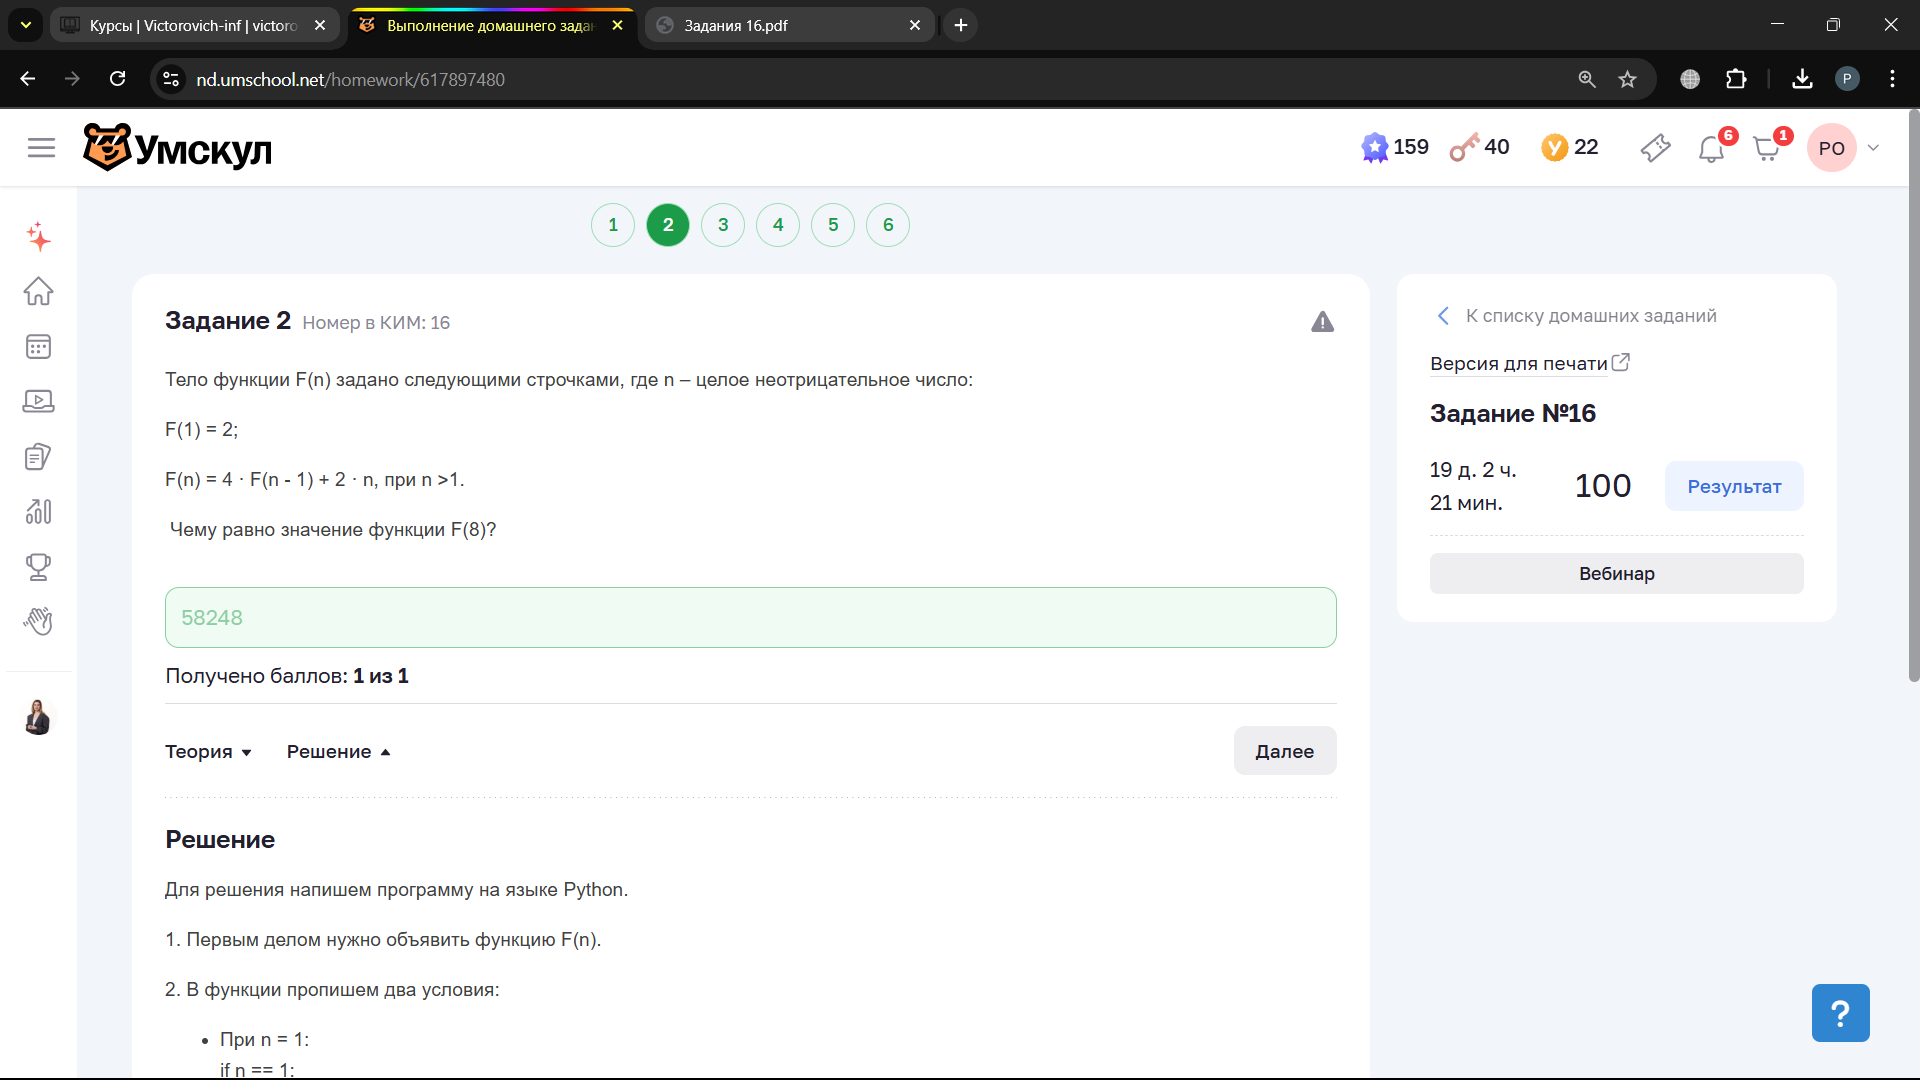 Курсы | Victorovich-inf | victoro
Выполнение домашнего зада
Задания 16.pdf
nd.umschool.net/homework/617897480
P
Умскул
159
40
У
22
6
1
PO
1
2
3
4
5
6
Задание 2 Номер в КИМ: 16
Тело функции F(n) задано следующими строчками, где n – целое неотрицательное число:
F(1) = 2;
F(n) = 4 · F(n - 1) + 2 · n, при n >1.
Чему равно значение функции F(8)?
58248
Получено баллов: 1 из 1
Теория
Решение
Далее
Решение
Для решения напишем программу на языке Python.
1. Первым делом нужно объявить функцию F(n).
2. В функции пропишем два условия:
• При n = 1:
if n == 1:
К списку домашних заданий
Версия для печати
Задание №16
19 д. 2 ч.
21 мин.
100
Результат
Вебинар
?